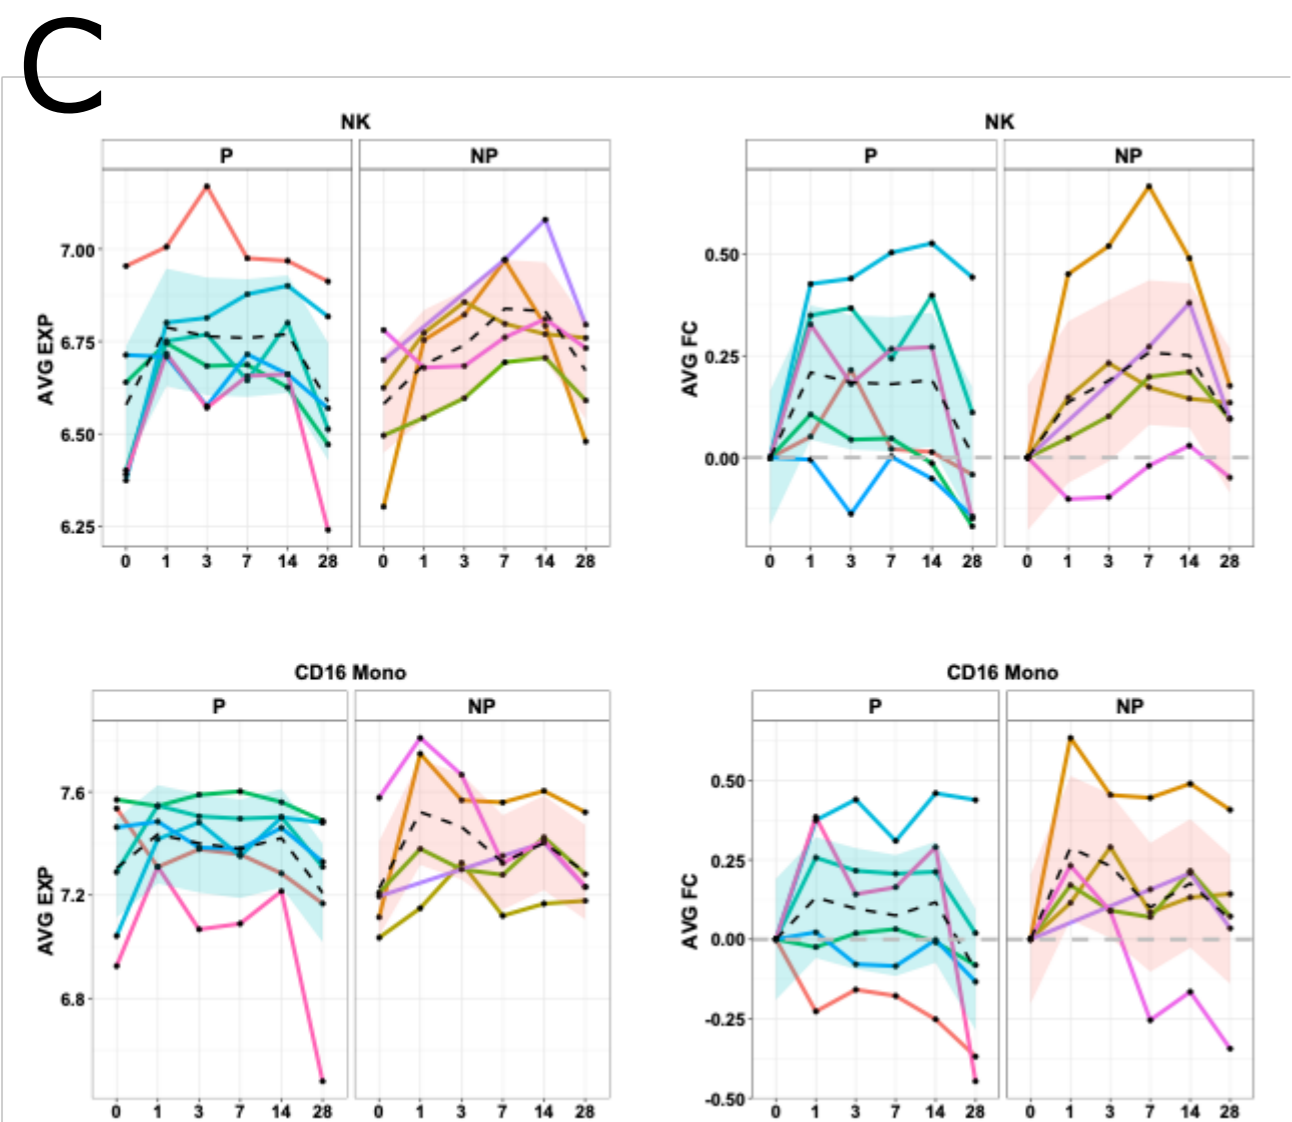 C
NK
NK
P
NP
P
NP
AVG EXP
7.00
6.75
6.50
6.25
0 1 3 7 14 28
0 1 3 7 14 28
AVG FC
0.50
0.25
0.00
0 1 3 7 14 28
0 1 3 7 14 28
CD16 Mono
CD16 Mono
P
NP
P
NP
AVG EXP
7.6
7.2
6.8
0 1 3 7 14 28
0 1 3 7 14 28
AVG FC
0.50
0.25
0.00
-0.25
-0.50
0 1 3 7 14 28
0 1 3 7 14 28